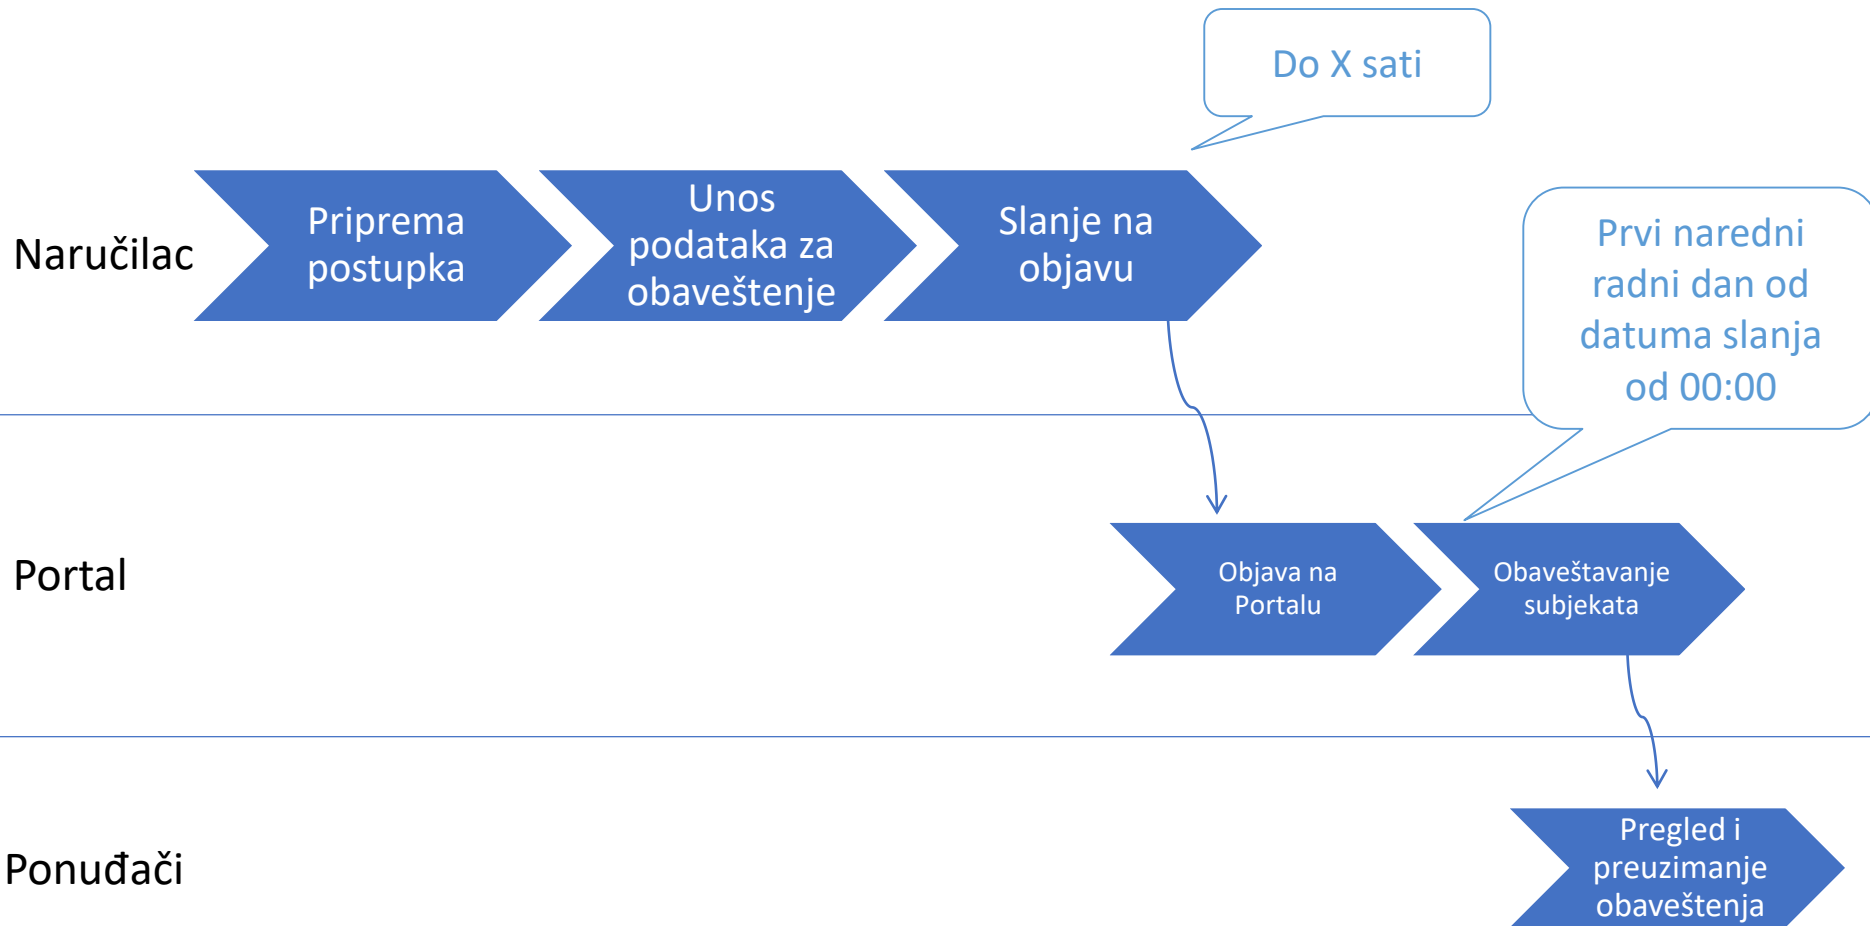 Do X sati
Naručilac
Priprema
postupka
Unos
podataka za
obaveštenje
Slanje na
objavu
Prvi naredni
radni dan od
datuma slanja
od 00:00
Portal
Objava na
Portalu
Obaveštavanje
subjekata
Ponuđači
Pregled i
preuzimanje
obaveštenja